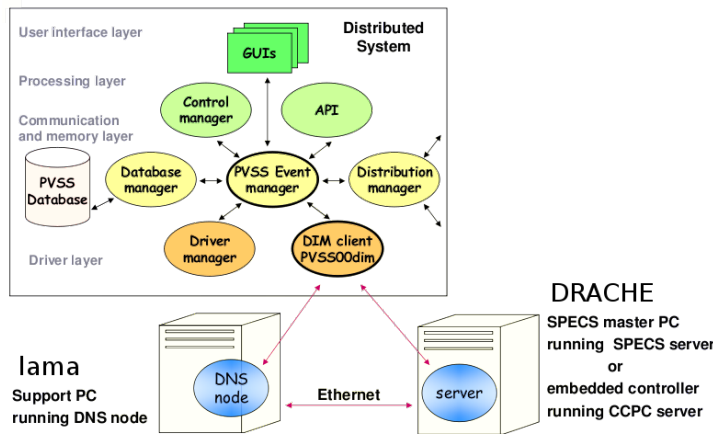 User interface layer
Distributed
System
GUIs
Processing layer
Control
manager
API
Communication
and memory layer
PVSS
Database
Database
manager
PVSS Event
manager
Distribution
manager
Driver
manager
DIM client
PVSS00dim
Driver layer
DRACHE
SPECS master PC
running SPECS server
or
embedded controller
running CCPC server
lama
Support PC
running DNS node
DNS
node
Ethernet
server